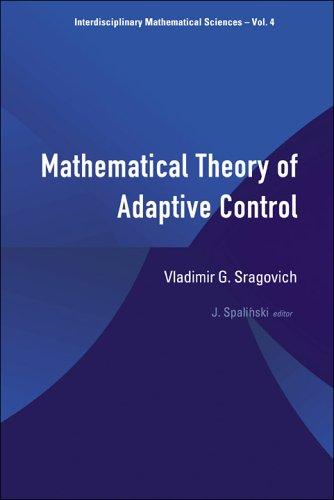 Interdisciplinary Mathematical Sciences – Vol. 4
Mathematical Theory of
Adaptive Control
Vladimir G. Sragovich
J. Spaliński editor